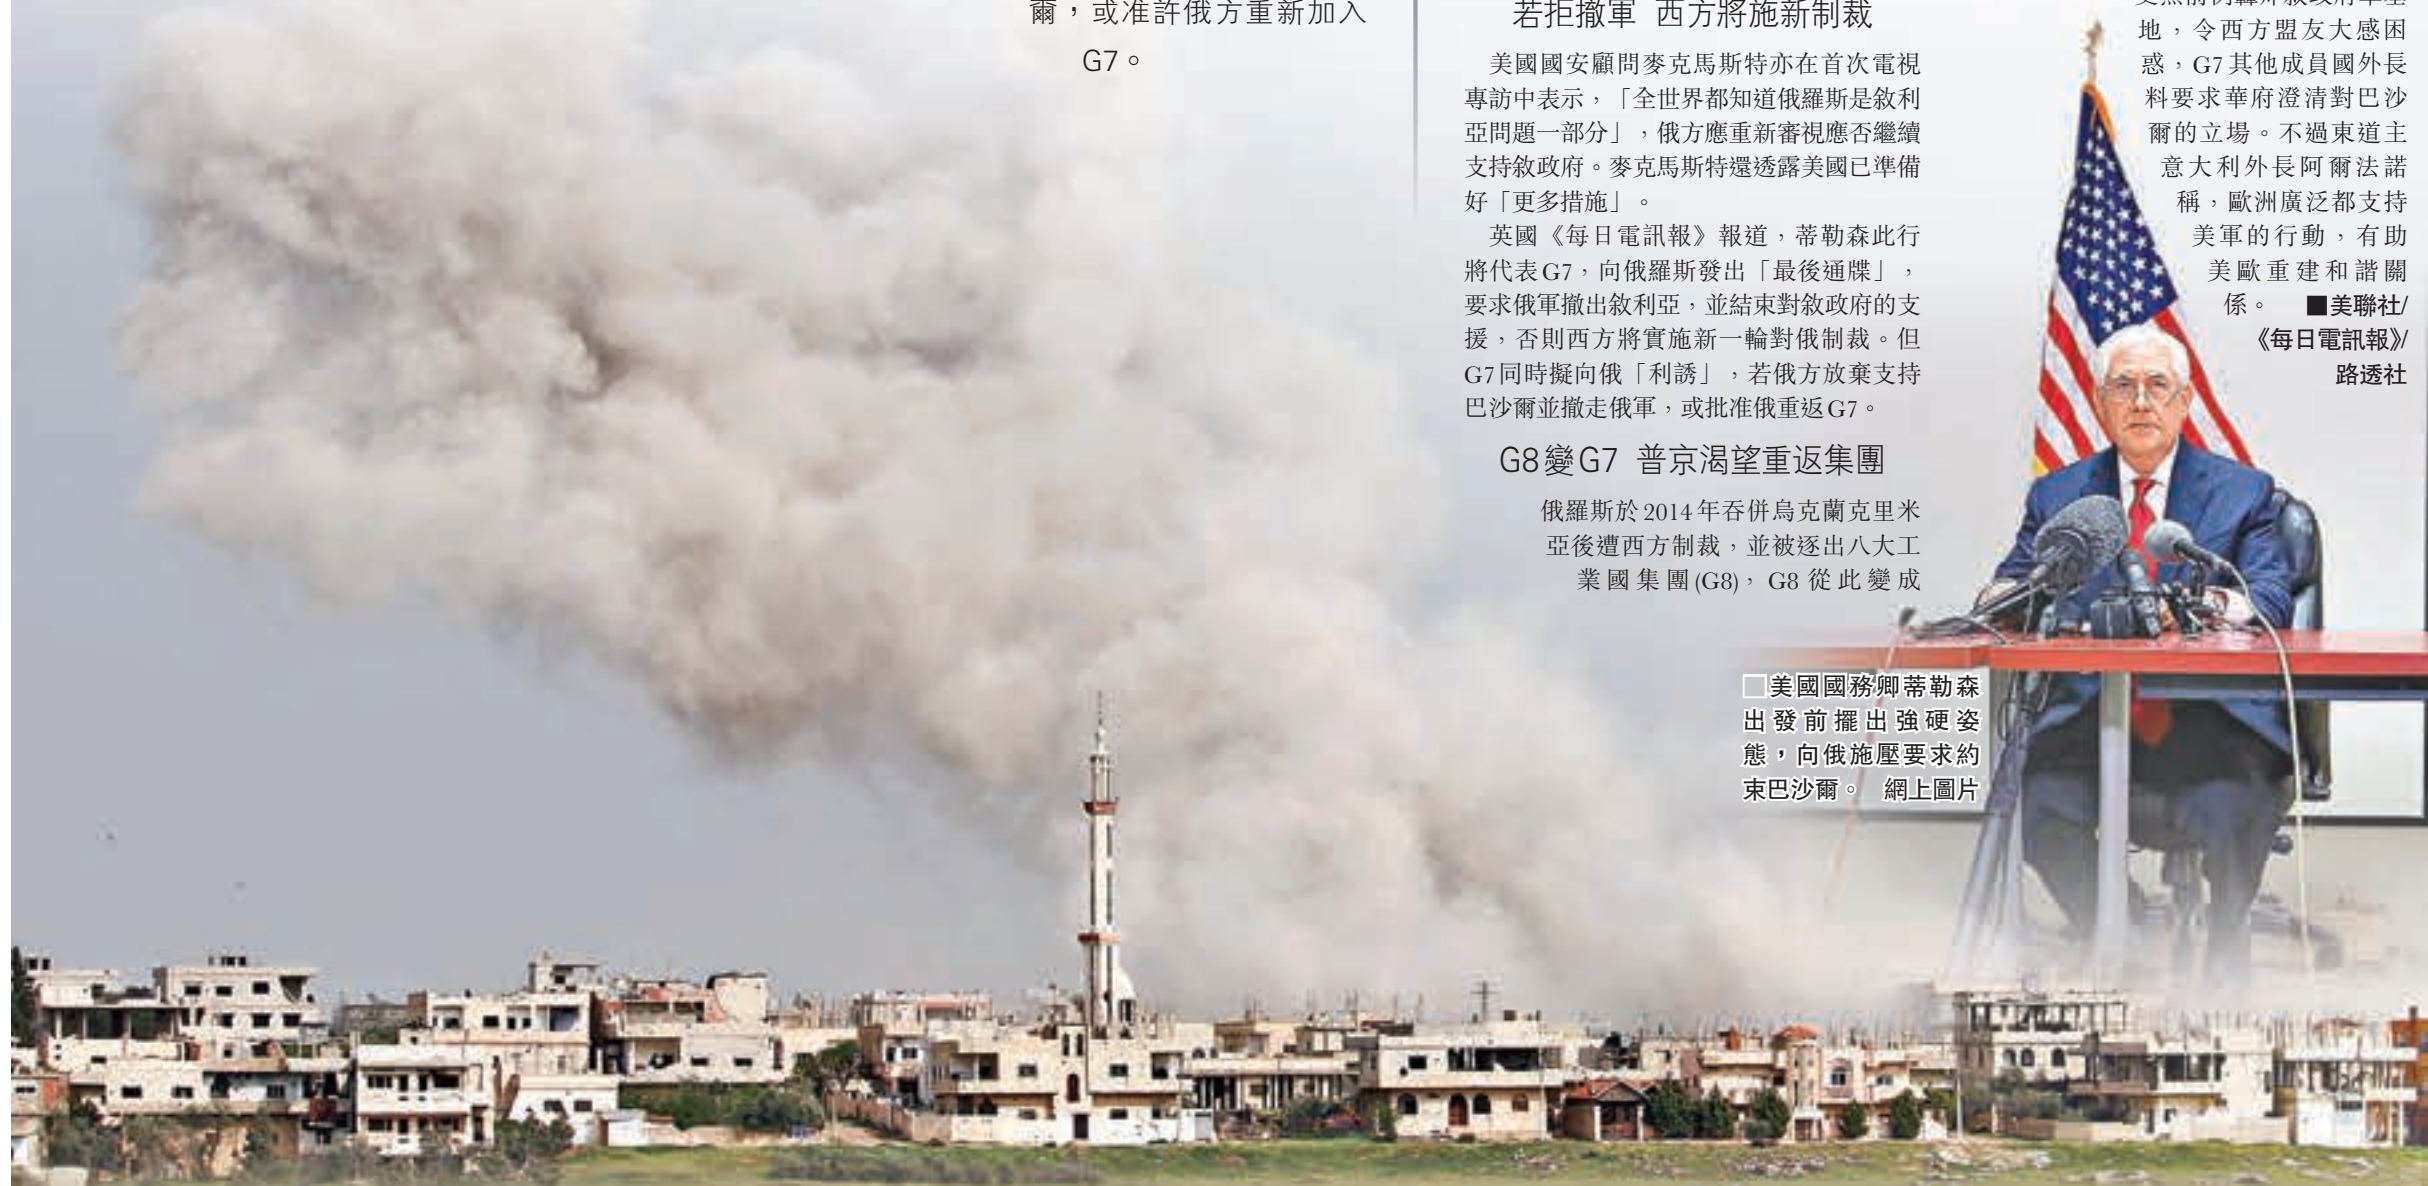 爾，或准許俄方重新加入
G7。
若拒撤軍 西方將施新制裁
美國國安顧問麥克馬斯特亦在首次電視
專訪中表示，「全世界都知道俄羅斯是敘利
亞問題一部分」，俄方應重新審視應否繼續
支持敘政府。麥克馬斯特還透露美國已準備
好「更多措施」。
英國《每日電訊報》報道，蒂勒森此行
將代表G7，向俄羅斯發出「最後通牒」，
要求俄軍撤出敘利亞，並結束對敘政府的支
援，否則西方將實施新一輪對俄制裁。但
G7同時擬向俄「利誘」，若俄方放棄支持
巴沙爾並撤走俄軍，或批准俄重返G7。
G8變G7 普京渴望重返集團
俄羅斯於2014年吞併烏克蘭克里米
亞後遭西方制裁，並被逐出八大工
業國集團(G8)，G8從此變成
地，令西方盟友大感困
惑，G7其他成員國外長
料要求華府澄清對巴沙
爾的立場。不過東道主
意大利外長阿爾法諾
稱，歐洲廣泛都支持
美軍的行動，有助
美歐重建和諧關
係。 ■美聯社/
《每日電訊報》/
路透社
□美國國務卿蒂勒森
出發前擺出強硬姿
態，向俄施壓要求約
束巴沙爾。 網上圖片